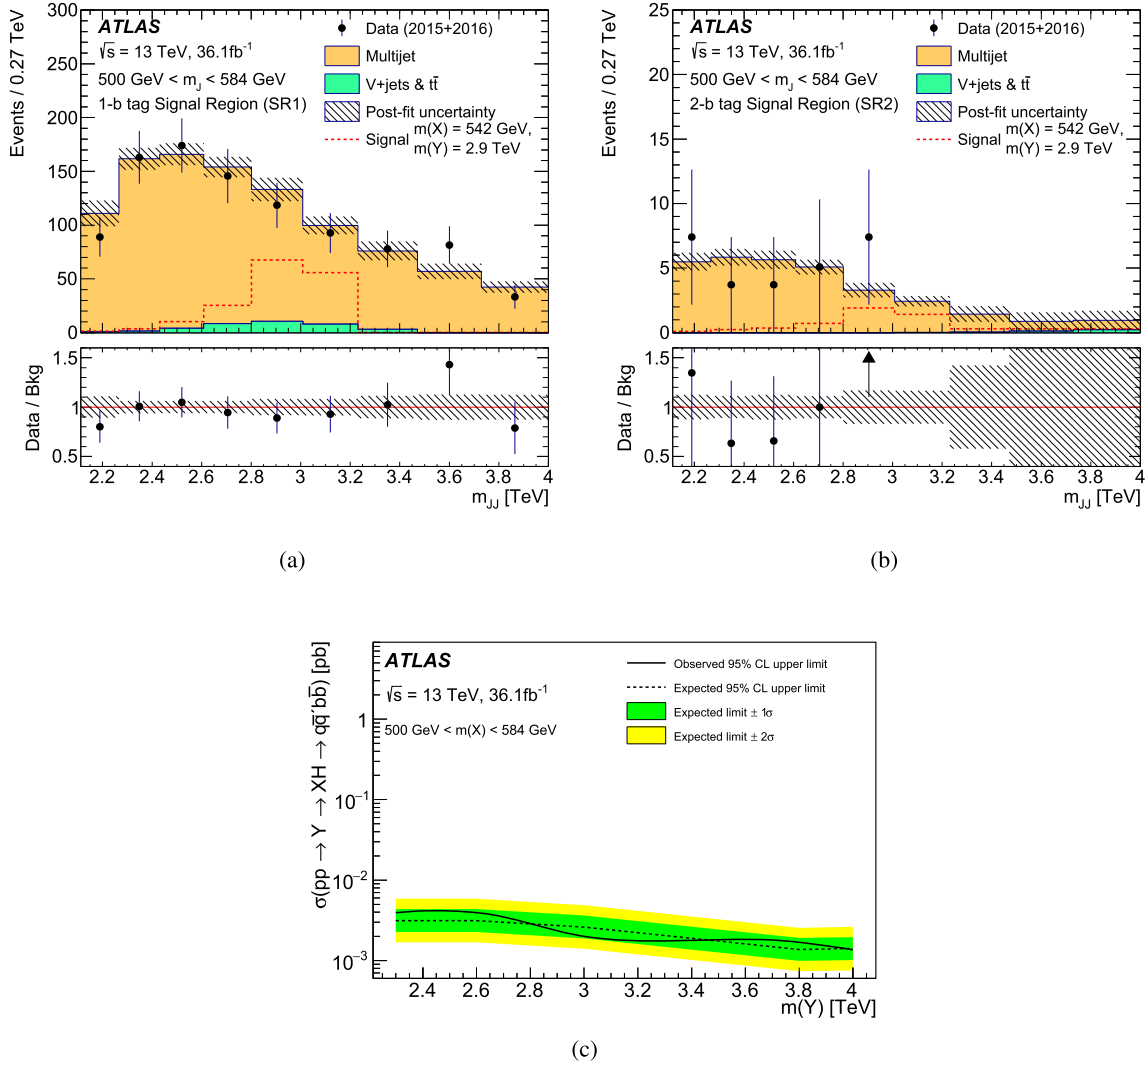 Events / 0.27 TeV
300
250
200
150
100
50
0
ATLAS
√s = 13 TeV, 36.1fb⁻¹
500 GeV < m_J < 584 GeV
1-b tag Signal Region (SR1)
Data (2015+2016)
Multijet
V+jets & tt̄
Post-fit uncertainty
Signal m(X) = 542 GeV,
m(Y) = 2.9 TeV
Data / Bkg
1.5
1
0.5
2.2 2.4 2.6 2.8 3 3.2 3.4 3.6 3.8 4
m_JJ [TeV]
(a)
Events / 0.27 TeV
25
20
15
10
5
0
ATLAS
√s = 13 TeV, 36.1fb⁻¹
500 GeV < m_J < 584 GeV
2-b tag Signal Region (SR2)
Data (2015+2016)
Multijet
V+jets & tt̄
Post-fit uncertainty
Signal m(X) = 542 GeV,
m(Y) = 2.9 TeV
Data / Bkg
1.5
1
0.5
2.2 2.4 2.6 2.8 3 3.2 3.4 3.6 3.8 4
m_JJ [TeV]
(b)
σ(pp → Y → XH → qq̄′bb̄) [pb]
1
10⁻¹
10⁻²
10⁻³
ATLAS
√s = 13 TeV, 36.1fb⁻¹
500 GeV < m(X) < 584 GeV
Observed 95% CL upper limit
Expected 95% CL upper limit
Expected limit ± 1σ
Expected limit ± 2σ
2.4 2.6 2.8 3 3.2 3.4 3.6 3.8 4
m(Y) [TeV]
(c)